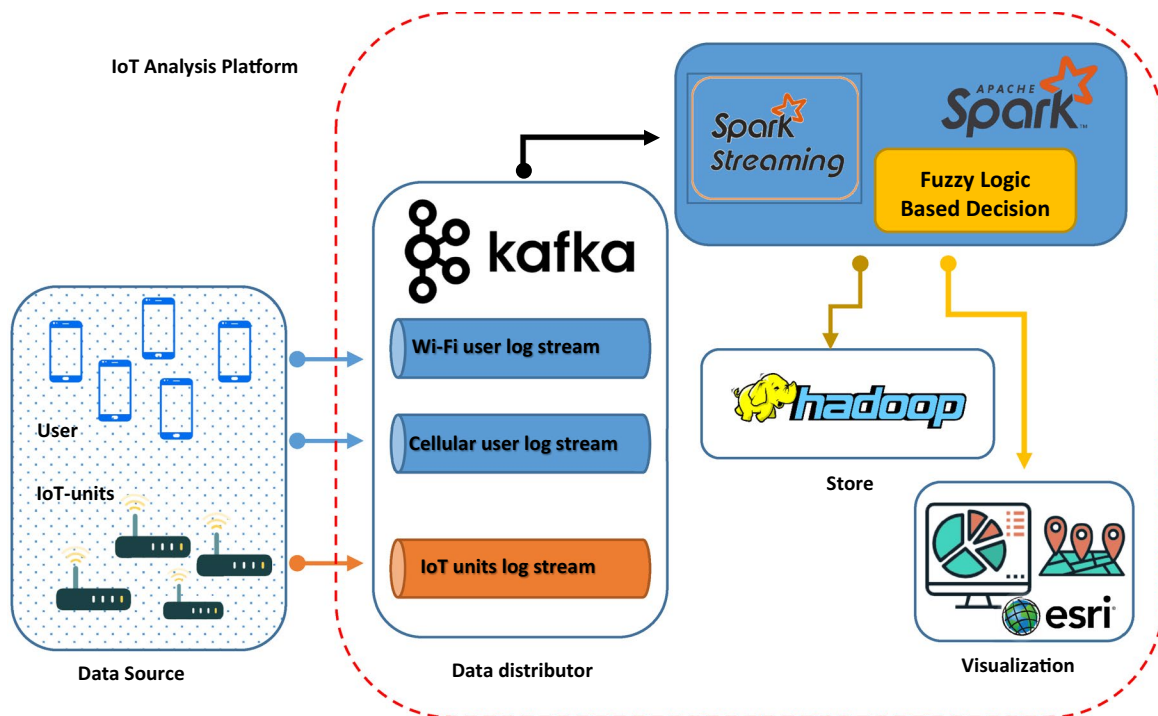 IoT Analysis Platform
APACHE
Spark™
Spark
Streaming
Fuzzy Logic
Based Decision
kafka
Wi-Fi user log stream
Cellular user log stream
IoT units log stream
User
IoT-units
hadoop
Store
esri
Data Source
Data distributor
Visualization